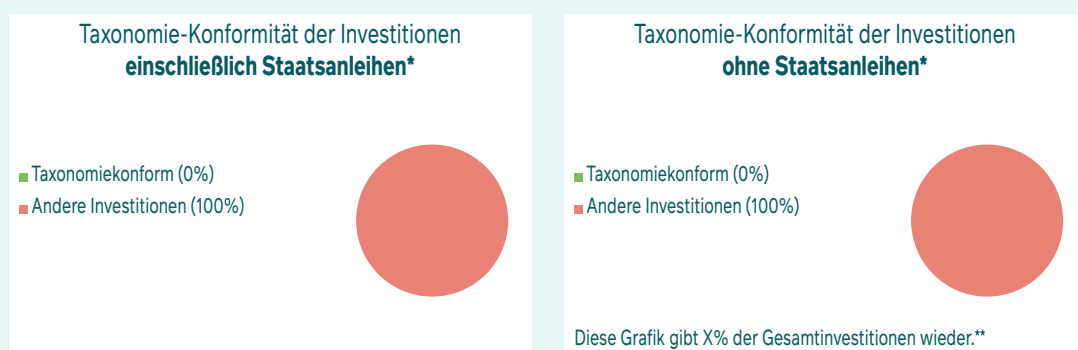 Taxonomie-Konformität der Investitionen
einschließlich Staatsanleihen*
Taxonomiekonform (0%)
Andere Investitionen (100%)
Taxonomie-Konformität der Investitionen
ohne Staatsanleihen*
Taxonomiekonform (0%)
Andere Investitionen (100%)
Diese Grafik gibt X% der Gesamtinvestitionen wieder.**